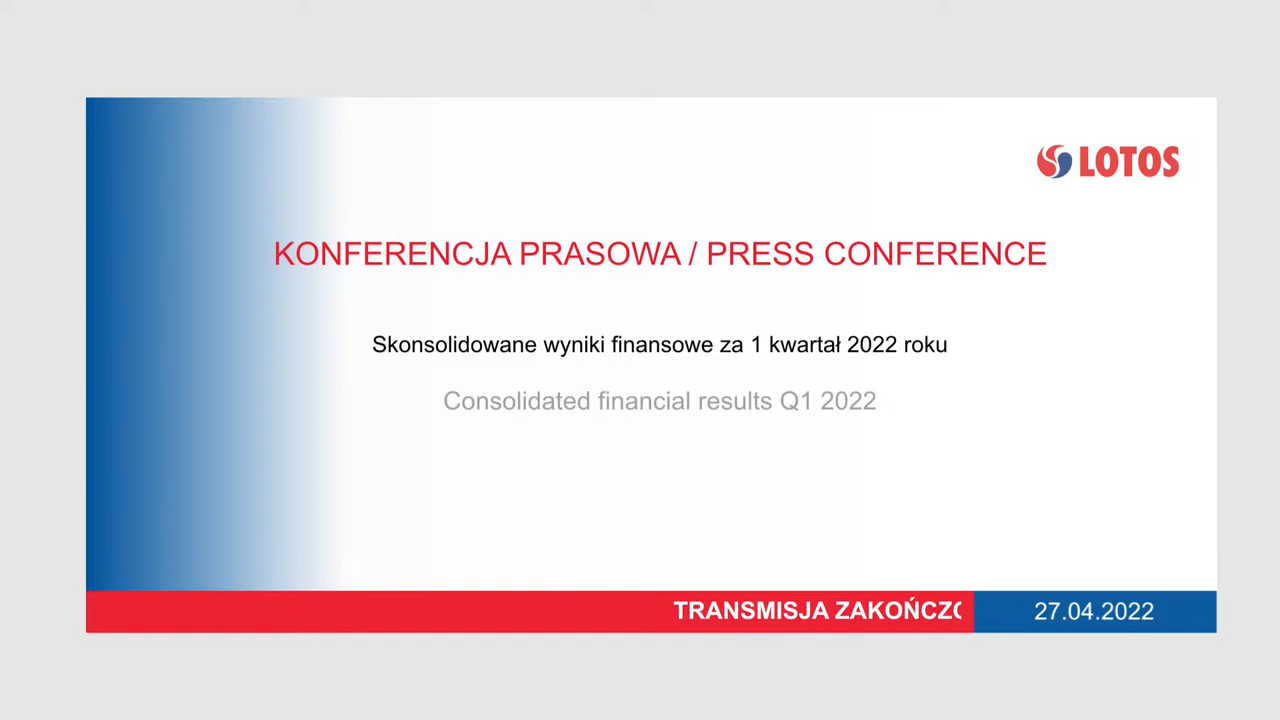 LOTOS
KONFERENCJA PRASOWA / PRESS CONFERENCE
Skonsolidowane wyniki finansowe za 1 kwartał 2022 roku
Consolidated financial results Q1 2022
TRANSMISJA 27.04.2022